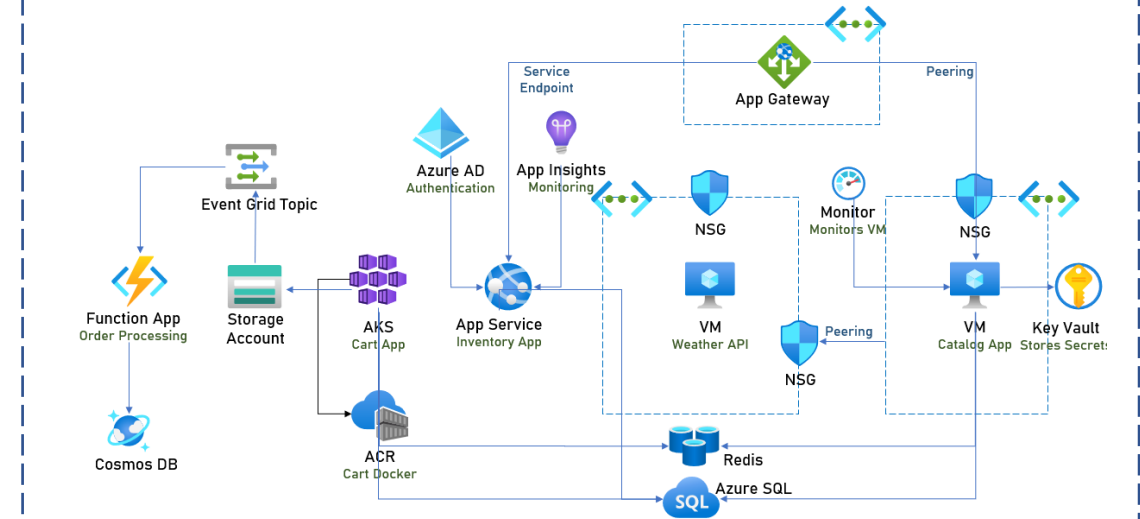 Service
Endpoint
Peering
App Gateway
Azure AD
Authentication
App Insights
Monitoring
Event Grid Topic
NSG
Monitor
Monitors VM
NSG
Function App
Order Processing
Storage
Account
AKS
Cart App
App Service
Inventory App
VM
Weather API
Peering
VM
Catalog App
Key Vault
Stores Secrets
NSG
Cosmos DB
ACR
Cart Docker
Redis
Azure SQL
SQL